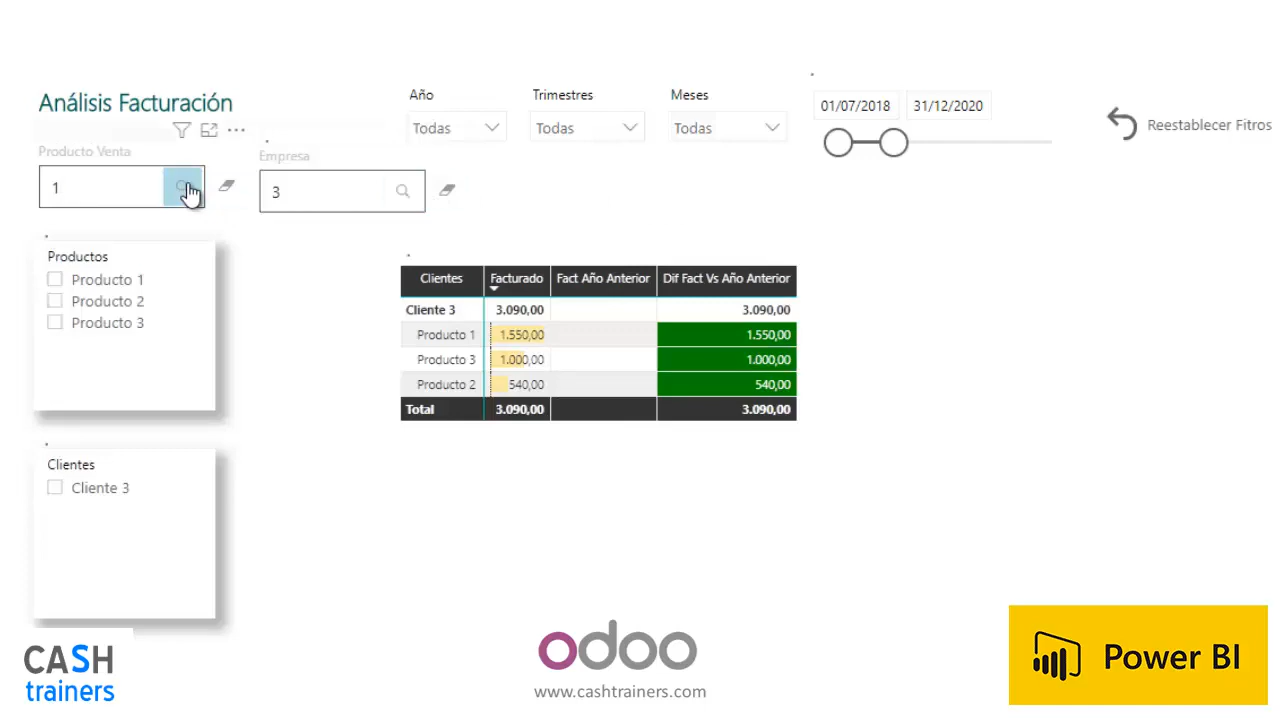 Análisis Facturación
Año
Trimestres
Meses
Todas
Todas
Todas
01/07/2018
31/12/2020
Reestablecer Fitros
Producto Venta
1
Empresa
3
Productos
Producto 1
Producto 2
Producto 3
Clientes
Cliente 3
Clientes Facturado Fact Año Anterior Dif Fact Vs Año Anterior
Cliente 3 3.090,00 3.090,00
Producto 1 1.550,00 1.550,00
Producto 3 1.000,00 1.000,00
Producto 2 540,00 540,00
Total 3.090,00 3.090,00
CASH
trainers
odoo
www.cashtrainers.com
Power BI